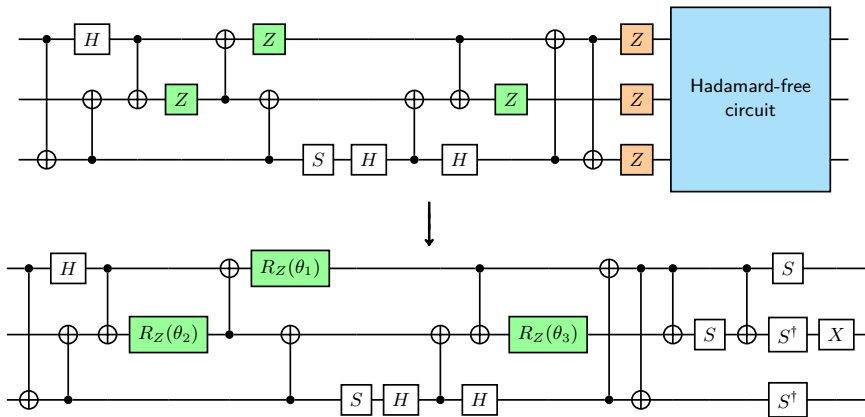 H Z Z
Z Z Z
S H H Z
Hadamard-free
circuit
H R_Z(θ_1) S
R_Z(θ_2) R_Z(θ_3) S S† X
S H H S†